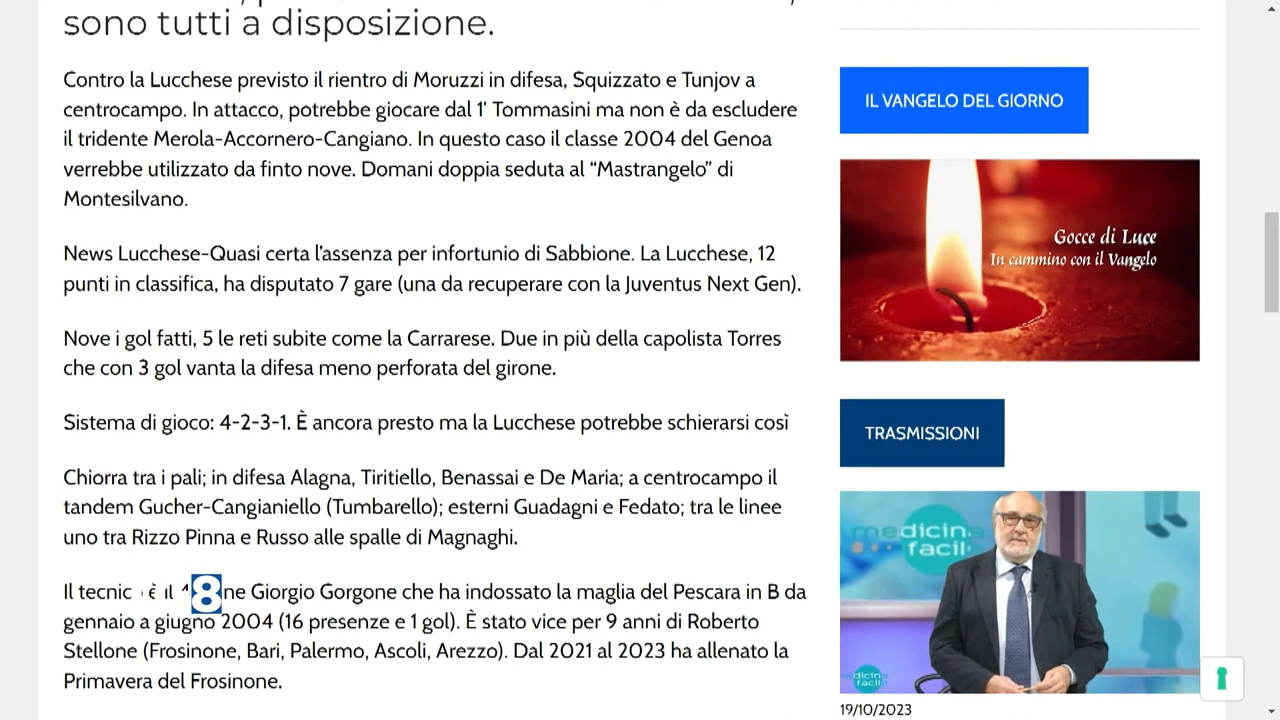 sono tutti a disposizione.
Contro la Lucchese previsto il rientro di Moruzzi in difesa, Squizzato e Tunjov a
centrocampo. In attacco, potrebbe giocare dal 1’ Tommasini ma non è da escludere
il tridente Merola-Accornero-Cangiano. In questo caso il classe 2004 del Genoa
verrebbe utilizzato da finto nove. Domani doppia seduta al “Mastrangelo” di
Montesilvano.
News Lucchese-Quasi certa l’assenza per infortunio di Sabbione. La Lucchese, 12
punti in classifica, ha disputato 7 gare (una da recuperare con la Juventus Next Gen).
Nove i gol fatti, 5 le reti subite come la Carrarese. Due in più della capolista Torres
che con 3 gol vanta la difesa meno perforata del girone.
Sistema di gioco: 4-2-3-1. È ancora presto ma la Lucchese potrebbe schierarsi così
Chiorra tra i pali; in difesa Alagna, Tiritiello, Benassai e De Maria; a centrocampo il
tandem Gucher-Cangianiello (Tumbarello); esterni Guadagni e Fedato; tra le linee
uno tra Rizzo Pinna e Russo alle spalle di Magnaghi.
Il tecnic è il 8 ne Giorgio Gorgone che ha indossato la maglia del Pescara in B da
gennaio a giugno 2004 (16 presenze e 1 gol). È stato vice per 9 anni di Roberto
Stellone (Frosinone, Bari, Palermo, Ascoli, Arezzo). Dal 2021 al 2023 ha allenato la
Primavera del Frosinone.
IL VANGELO DEL GIORNO
Gocce di Luce
In cammino con il Vangelo
TRASMISSIONI
medicina
facile
medicina
facile
19/10/2023